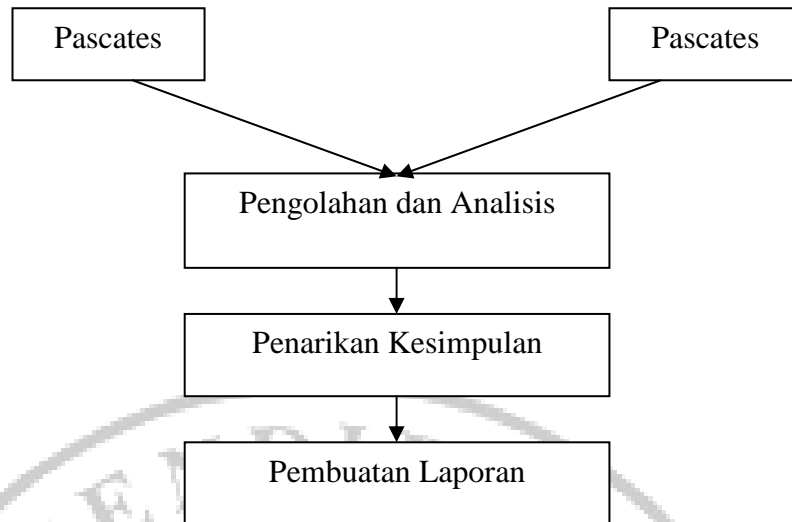 Pascates Pascates
Pengolahan dan Analisis
Penarikan Kesimpulan
Pembuatan Laporan